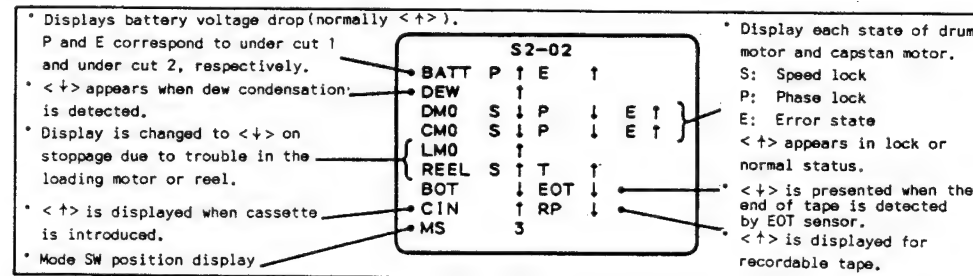 ° Displays battery voltage drop (normally <↑>).
P and E correspond to under cut 1
and under cut 2, respectively.
° <↓> appears when dew condensation
is detected.
° Display is changed to <↓> on
stoppage due to trouble in the
loading motor or reel.
° <↑> is displayed when cassette
is introduced.
° Mode SW position display
S2-02
BATT P ↑ E ↑
DEW ↑
DMO S ↓ P ↓ E ↑
CMO S ↓ P ↓ E ↑
LMO ↑
REEL S ↑ T ↑
BOT ↓ EOT ↓
CIN ↑ RP ↓
MS 3
° Display each state of drum
motor and capstan motor.
S: Speed lock
P: Phase lock
E: Error state
<↑> appears in lock or
normal status.
° <↓> is presented when the
end of tape is detected
by EOT sensor.
° <↑> is displayed for
recordable tape.